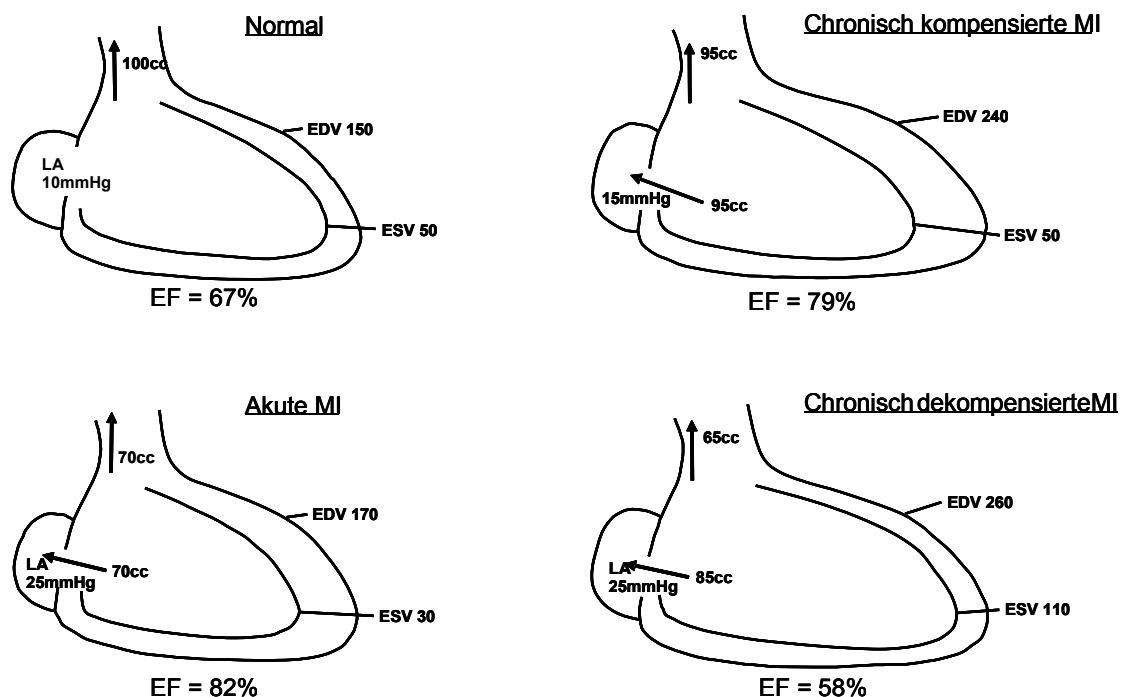 Normal
100cc
EDV 150
LA
10mmHg
ESV 50
EF = 67%
Chronisch kompensierte MI
95cc
EDV 240
15mmHg
95cc
ESV 50
EF = 79%
Akute MI
70cc
EDV 170
LA
25mmHg
70cc
ESV 30
EF = 82%
Chronisch dekompensierte MI
65cc
EDV 260
LA
25mmHg
85cc
ESV 110
EF = 58%